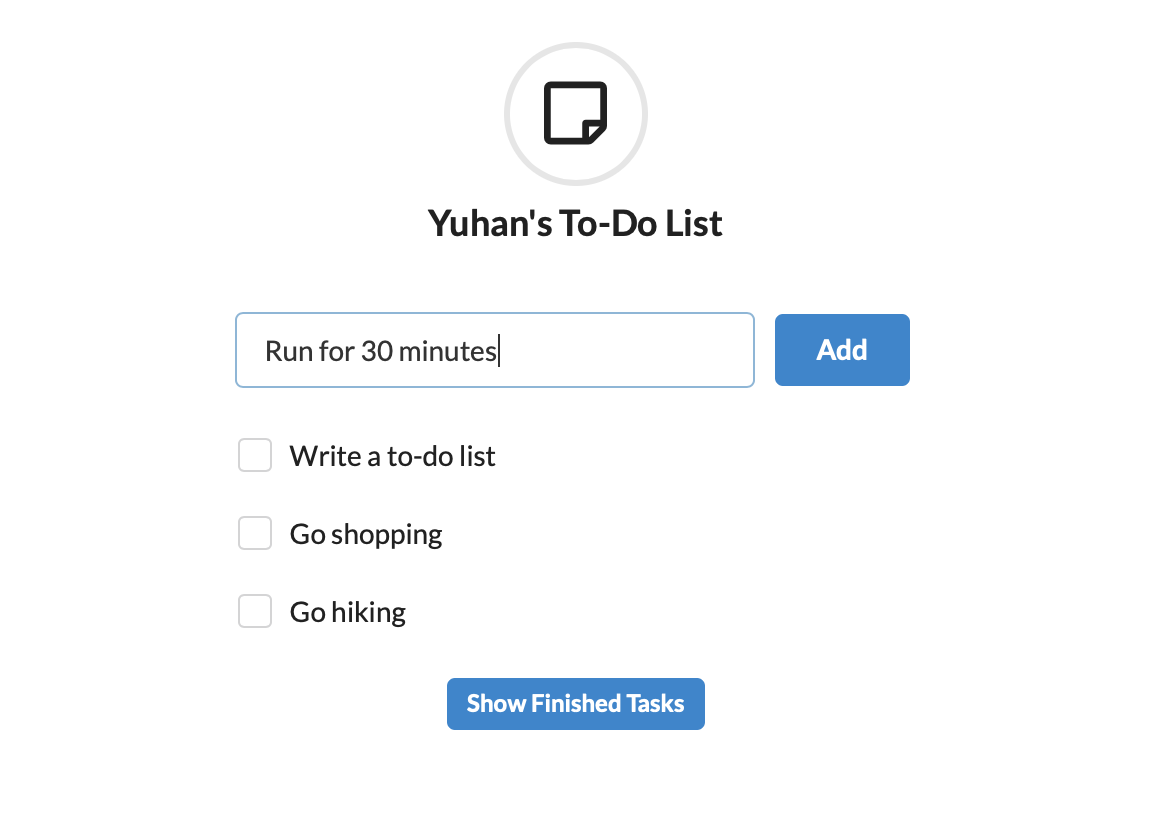 Yuhan's To-Do List
Run for 30 minutes
Add
Write a to-do list
Go shopping
Go hiking
Show Finished Tasks